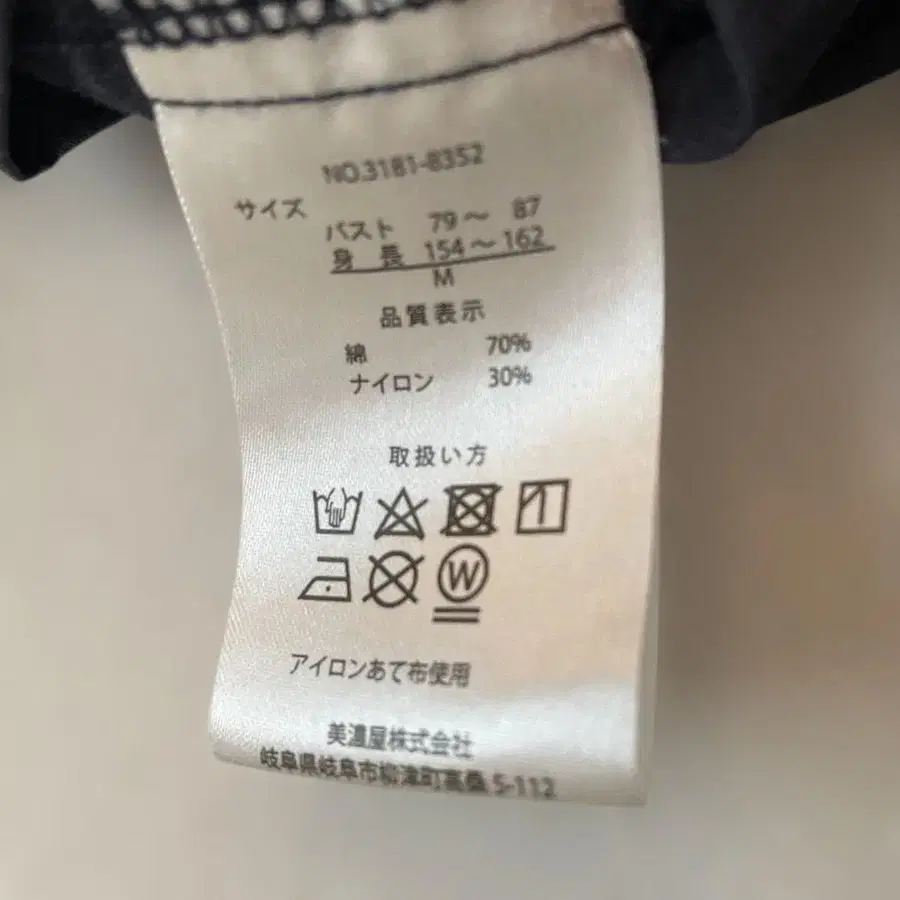 NO.3181-8352
サイズ
バスト 79～ 87
身 長 154～162
M
品質表示
綿 70%
ナイロン 30%
取扱い方
W
アイロンあて布使用
美濃屋株式会社
岐阜県岐阜市柳津町高桑5-112